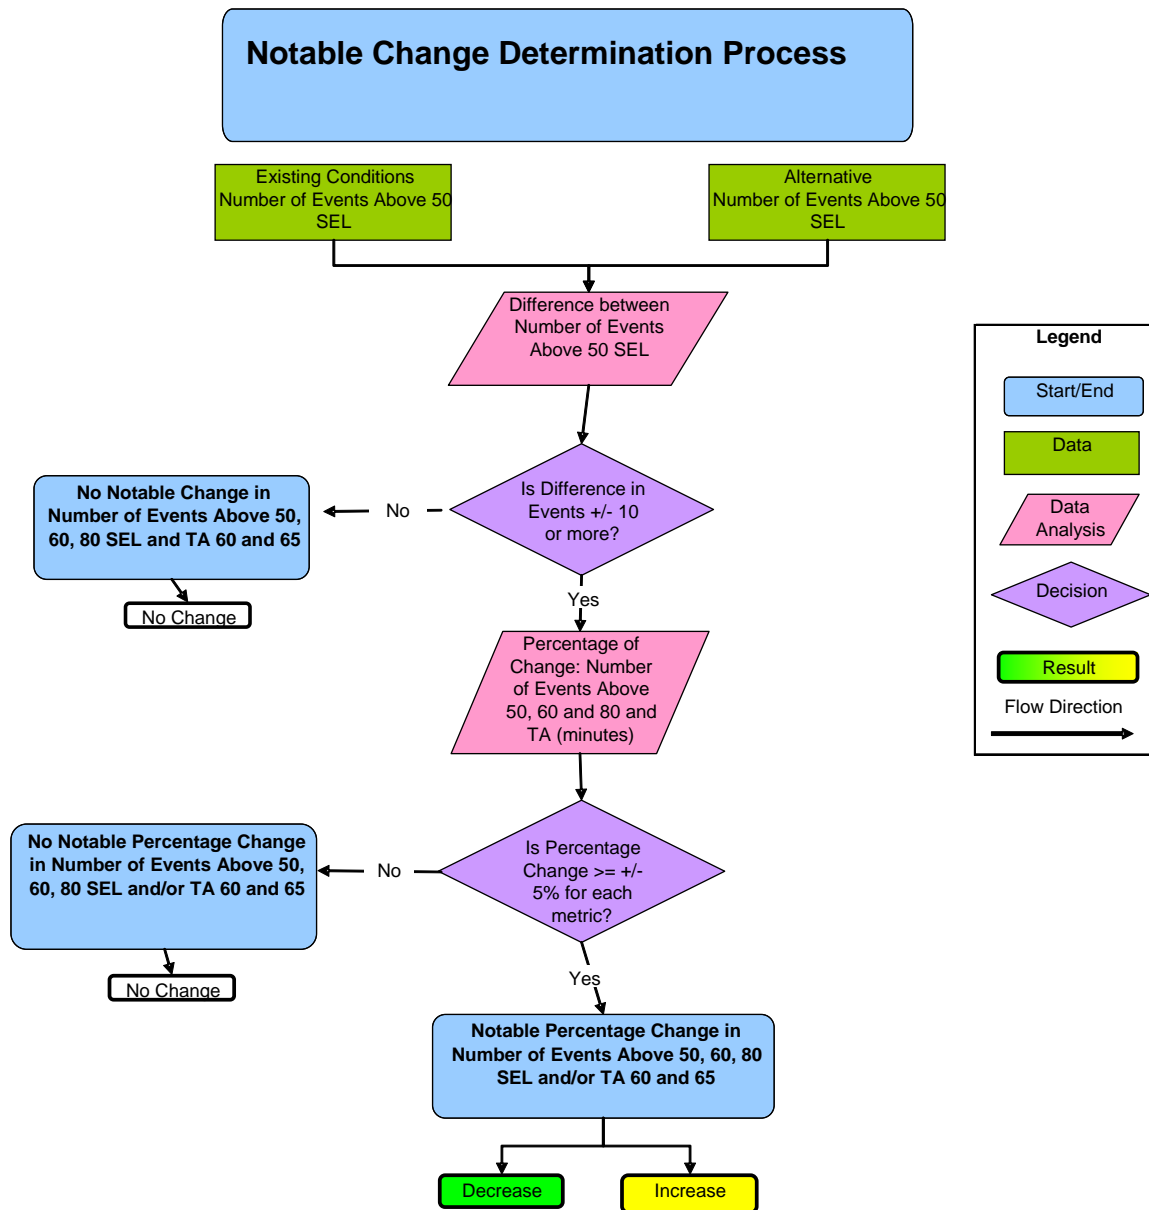 Notable Change Determination Process
Existing Conditions
Number of Events Above 50
SEL
Alternative
Number of Events Above 50
SEL
Difference between
Number of Events
Above 50 SEL
Legend
Start/End
Data
Data
Analysis
Decision
Result
Flow Direction
Is Difference in
Events +/- 10
or more?
No
No Notable Change in
Number of Events Above 50,
60, 80 SEL and TA 60 and 65
No Change
Yes
Percentage of
Change: Number
of Events Above
50, 60 and 80 and
TA (minutes)
Is Percentage
Change >= +/-
5% for each
metric?
No
No Notable Percentage Change
in Number of Events Above 50,
60, 80 SEL and/or TA 60 and 65
No Change
Yes
Notable Percentage Change in
Number of Events Above 50, 60, 80
SEL and/or TA 60 and 65
Decrease
Increase